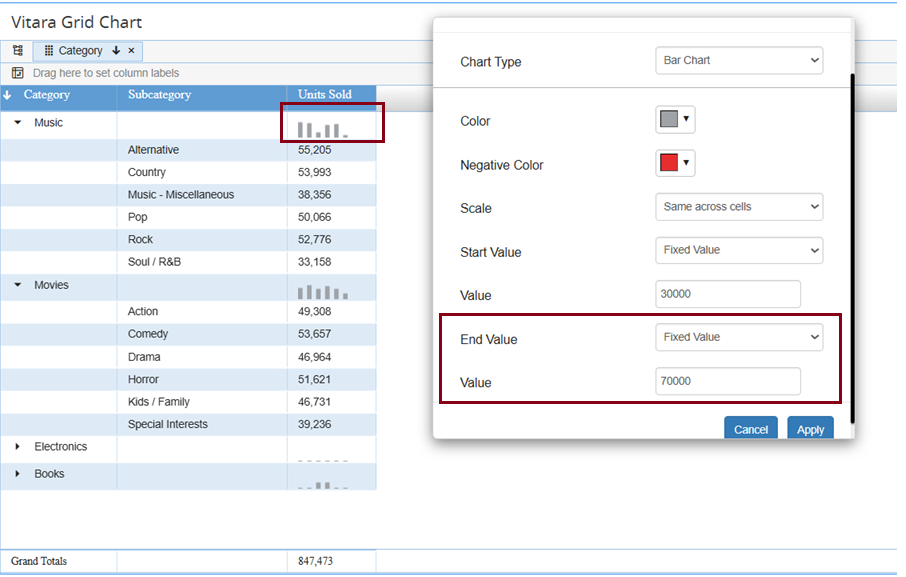 Vitara Grid Chart
Category
Drag here to set column labels
Category Subcategory Units Sold
Music
Alternative 55,205
Country 53,993
Music - Miscellaneous 38,356
Pop 50,066
Rock 52,776
Soul / R&B 33,158
Movies
Action 49,308
Comedy 53,657
Drama 46,964
Horror 51,621
Kids / Family 46,731
Special Interests 39,236
Electronics
Books
Grand Totals 847,473
Chart Type Bar Chart
Color
Negative Color
Scale Same across cells
Start Value Fixed Value
Value 30000
End Value Fixed Value
Value 70000
Cancel Apply